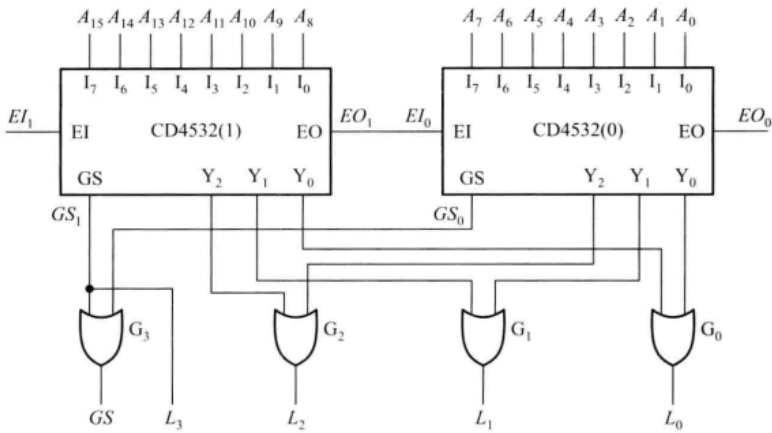 A₁₅ A₁₄ A₁₃ A₁₂ A₁₁ A₁₀ A₉ A₈ A₇ A₆ A₅ A₄ A₃ A₂ A₁ A₀
I₇ I₆ I₅ I₄ I₃ I₂ I₁ I₀ I₇ I₆ I₅ I₄ I₃ I₂ I₁ I₀
EI₁ EI CD4532(1) EO EO₁ EI₀ EI CD4532(0) EO EO₀
GS Y₂ Y₁ Y₀ GS Y₂ Y₁ Y₀
GS₁ GS₀
G₃ G₂ G₁ G₀
GS L₃ L₂ L₁ L₀